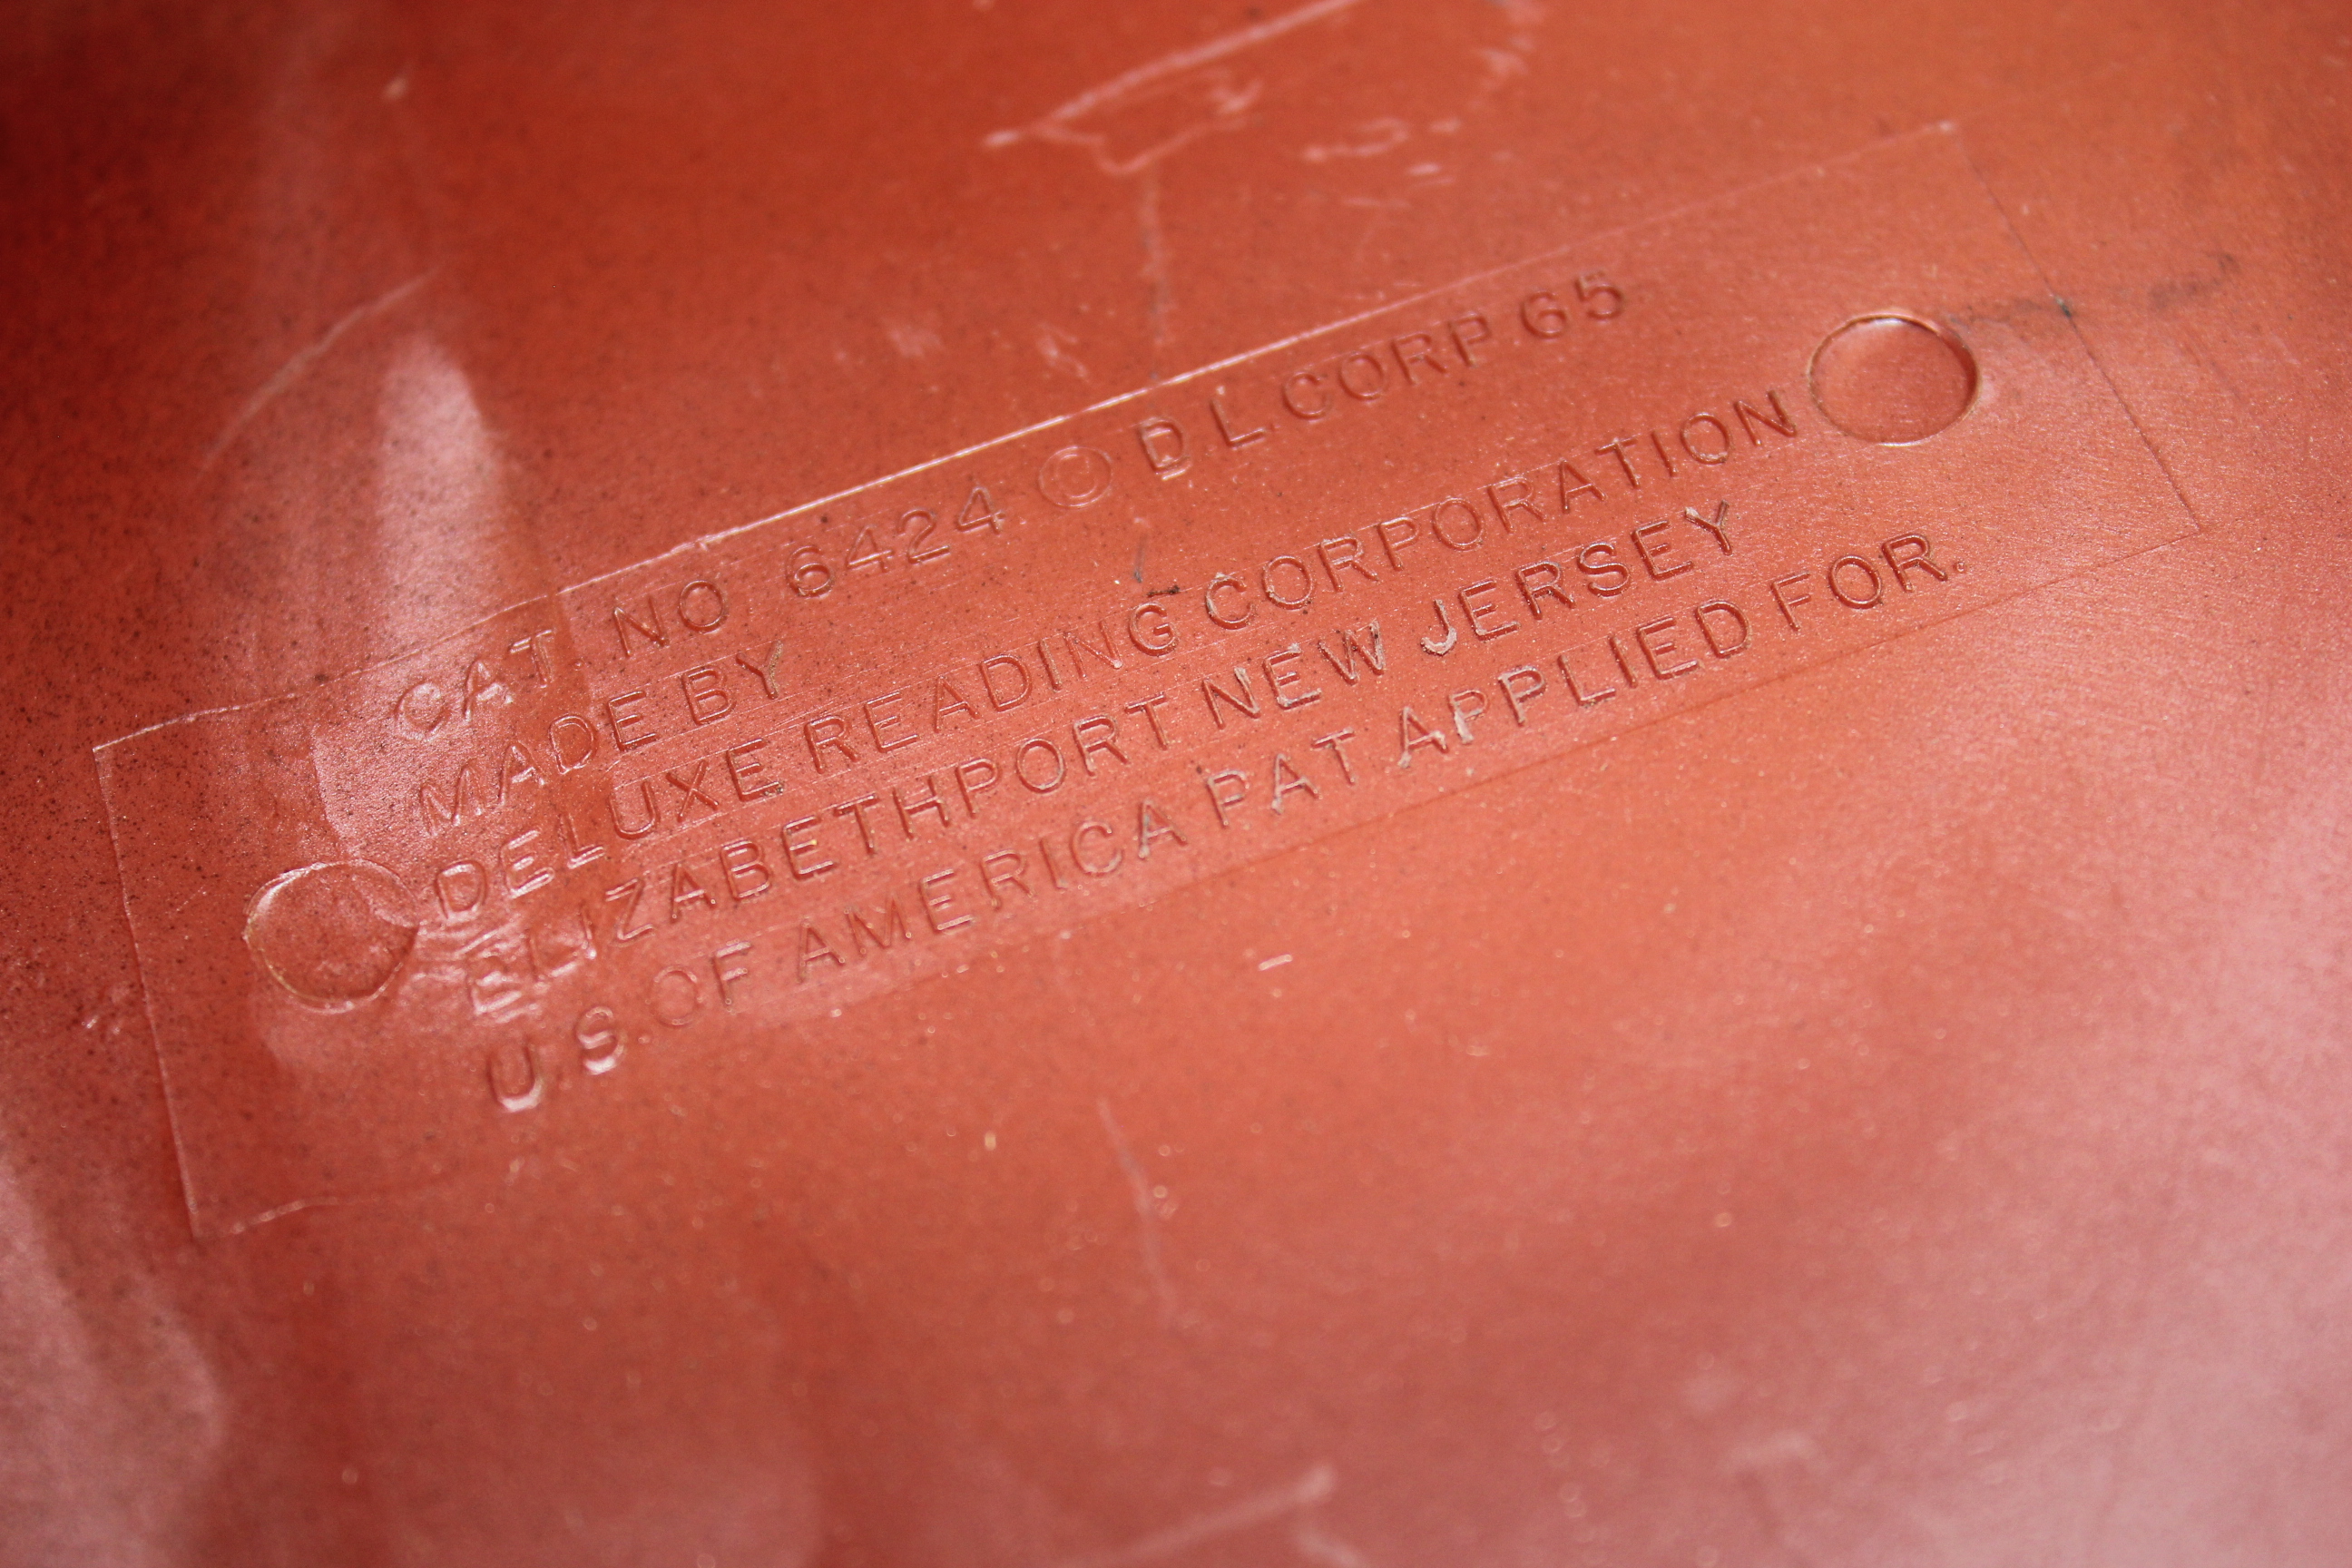 CAT NO 6424 © D.L.CORP.65
MADE BY
DELUXE READING CORPORATION
ELIZABETHPORT NEW JERSEY
U.S.OF AMERICA PAT APPLIED FOR.